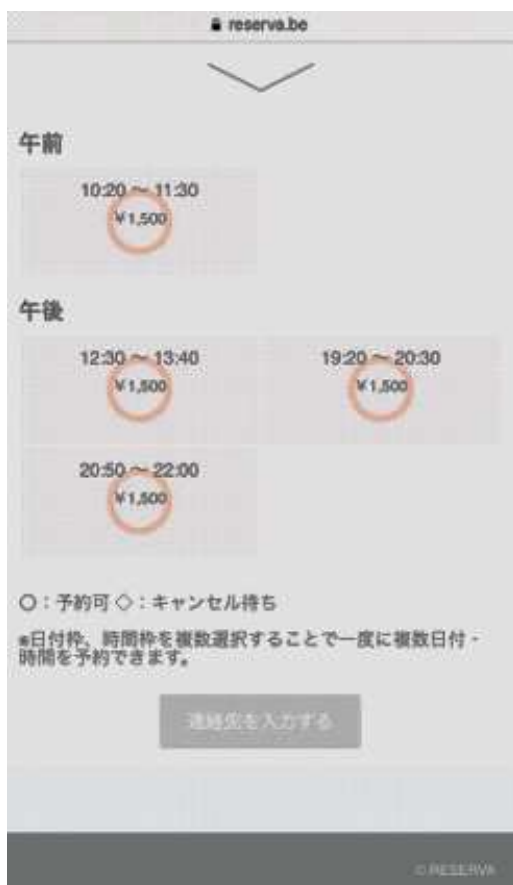 reserva.be
午前
10:20 〜 11:30
¥1,500
午後
12:30 〜 13:40
¥1,500
19:20 〜 20:30
¥1,500
20:50 〜 22:00
¥1,500
○：予約可 ◇：キャンセル待ち
※日付枠、時間枠を複数選択することで一度に複数日付・
時間を予約できます。
連絡先を入力する
© RESERVA